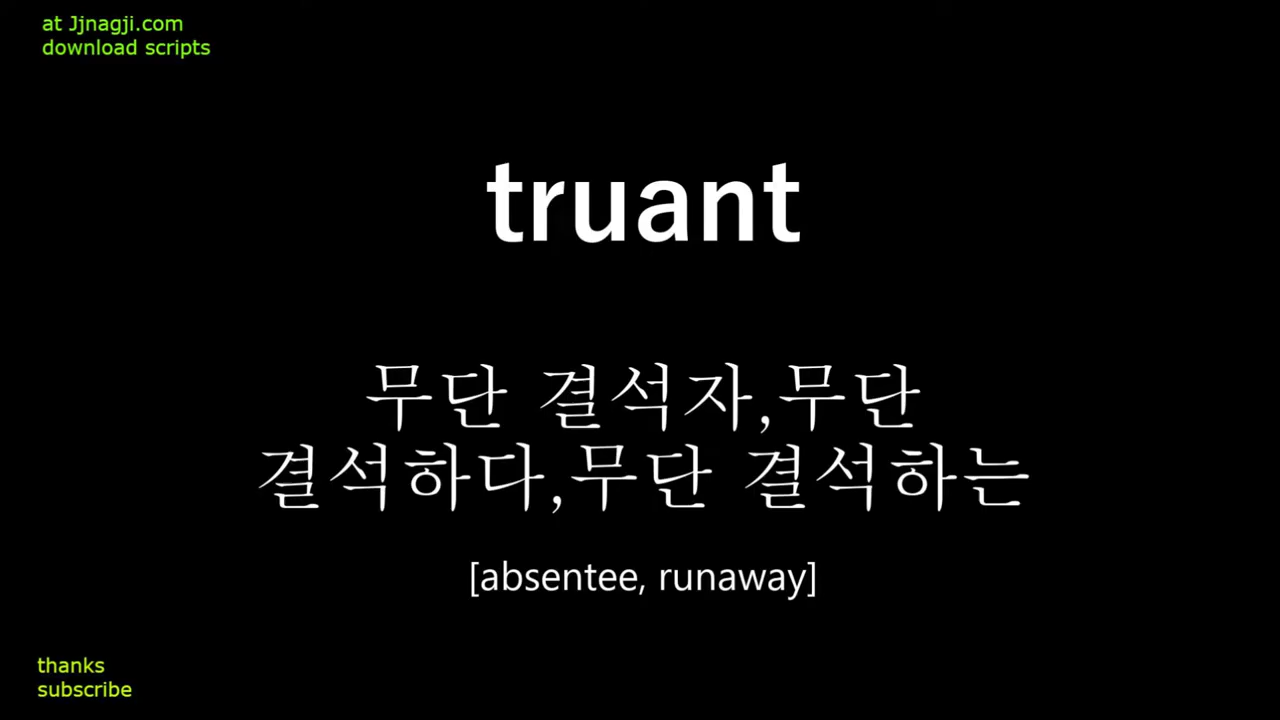 at Jjnagji.com
download scripts
truant
무단 결석자,무단
결석하다,무단 결석하는
[absentee, runaway]
thanks
subscribe